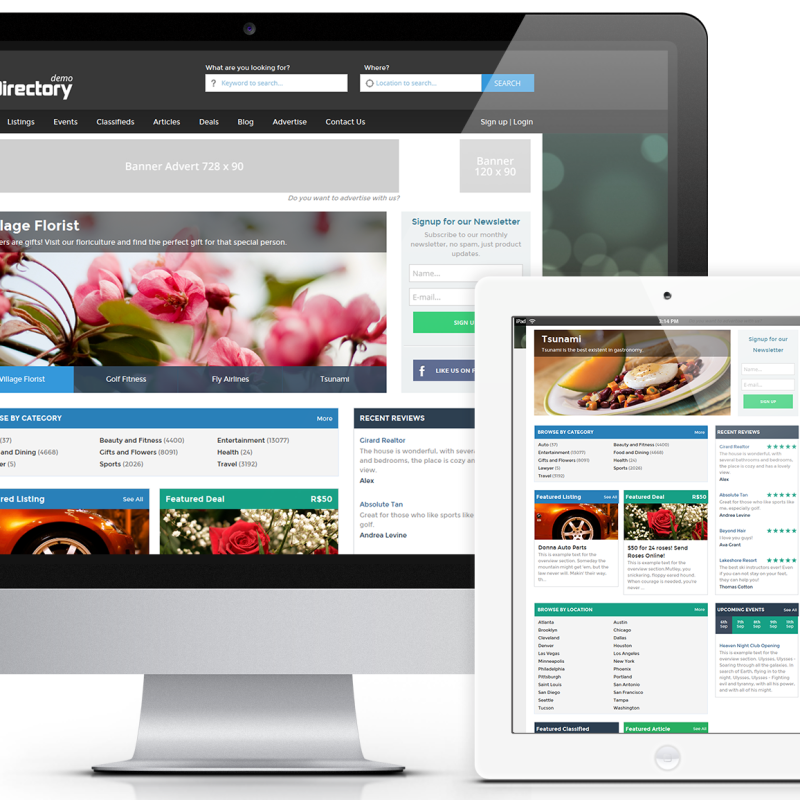 What are you looking for?
Where?
demo
directory
Keyword to search...
Location to search...
SEARCH
Listings
Events
Classifieds
Articles
Deals
Blog
Advertise
Contact Us
Sign up | Login
Banner Advert 728 x 90
Banner
120 x 90
Do you want to advertise with us?
lage Florist
ers are gifts! Visit our floriculture and find the perfect gift for that special person.
Village Florist
Golf Fitness
Fly Airlines
Tsunami
Signup for our Newsletter
Subscribe to our monthly
newsletter, no spam, just product
updates.
Name...
E-mail...
SIGN U
f LIKE US ON F
SE BY CATEGORY
More
(37)
and Dining (4668)
er (5)
Beauty and Fitness (4400)
Gifts and Flowers (8091)
Sports (2026)
Entertainment (13077)
Health (24)
Travel (3192)
RECENT REVIEWS
Girard Realtor
The house is wonderful, with sever
and bedrooms, the place is cozy an
view.
Alex
Absolute Tan
Great for those who like sports like
golf.
Andrea Levine
red Listing
See All
Featured Deal
R$50
iPad
3:14 PM
Tsunami
Tsunami is the best existent in gastronomy.
Signup for our
Newsletter
Name...
E-mail...
SIGN UP
BROWSE BY CATEGORY
More
Auto (37)
Entertainment (13077)
Gifts and Flowers (8091)
Lawyer (5)
Travel (3192)
Beauty and Fitness (4400)
Food and Dining (4668)
Health (24)
Sports (2026)
RECENT REVIEWS
Girard Realtor
The house is wonderful, with
several bathrooms and bedrooms,
the place is cozy and has a lovely
view.
Alex
Absolute Tan
Great for those who like sports like
me, especially golf
Andrea Levine
Beyond Hair
I love you guys!
Ava Grant
Lakeshore Resort
The best ski instructors ever! Even
if you can not stay on your feet,
they can help you!
Thomas Cotton
Featured Listing
See All
Donna Auto Parts
This is example text for the
overview section. Someday the
mountain might get 'em, but the
law never will. Makin' their way,
th...
Featured Deal
R$50
$50 for 24 roses! Send
Roses Online!
This is example text for the
overview section. Mutley, you
snickering, floppy eared hound.
When courage is needed, you're
never ...
BROWSE BY LOCATION
More
Atlanta
Brooklyn
Cleveland
Denver
Las Vegas
Minneapolis
Philadelphia
Pittsburgh
Saint Louis
San Diego
Seattle
Tucson
Austin
Chicago
Dallas
Houston
Los Angeles
New York
Phoenix
Portland
San Antonio
San Francisco
Tampa
Washington
UPCOMING EVENTS
See All
Heaven Night Club Opening
This is example text for the
overview section. Ulysses, Ulysses -
Soaring through all the galaxies. In
search of Earth, flying in to the
night. Ulysses, Ulysses - Fighting
evil and tyranny, with all his power,
and with all of his might.
Featured Classified
Featured Article
See All